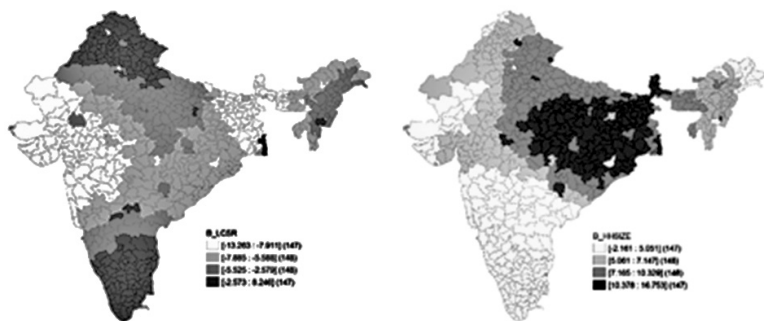 B_LCSR
[-13.263 : -7.911] (147)
[-7.885 : -5.566] (148)
[-5.525 : -2.579] (148)
[-2.573 : 8.246] (147)
D_HHSIZE
[-2.161 : 5.051] (147)
[5.061 : 7.147] (148)
[7.165 : 10.329] (148)
[10.378 : 16.753] (147)